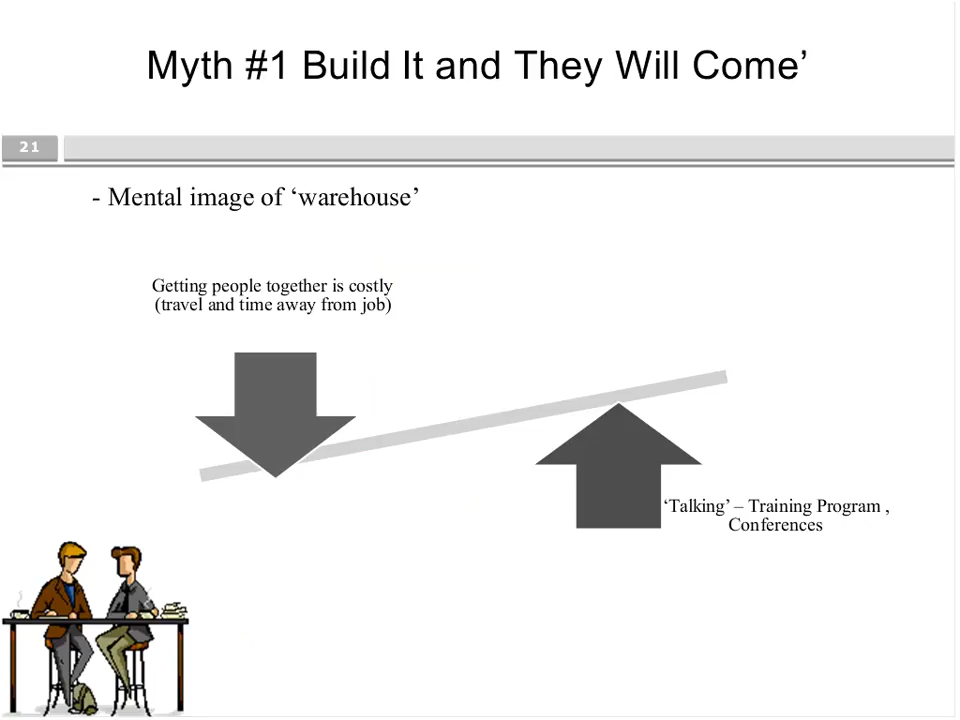 Myth #1 Build It and They Will Come’
21
- Mental image of ‘warehouse’
Getting people together is costly
(travel and time away from job)
‘Talking’ – Training Program ,
Conferences